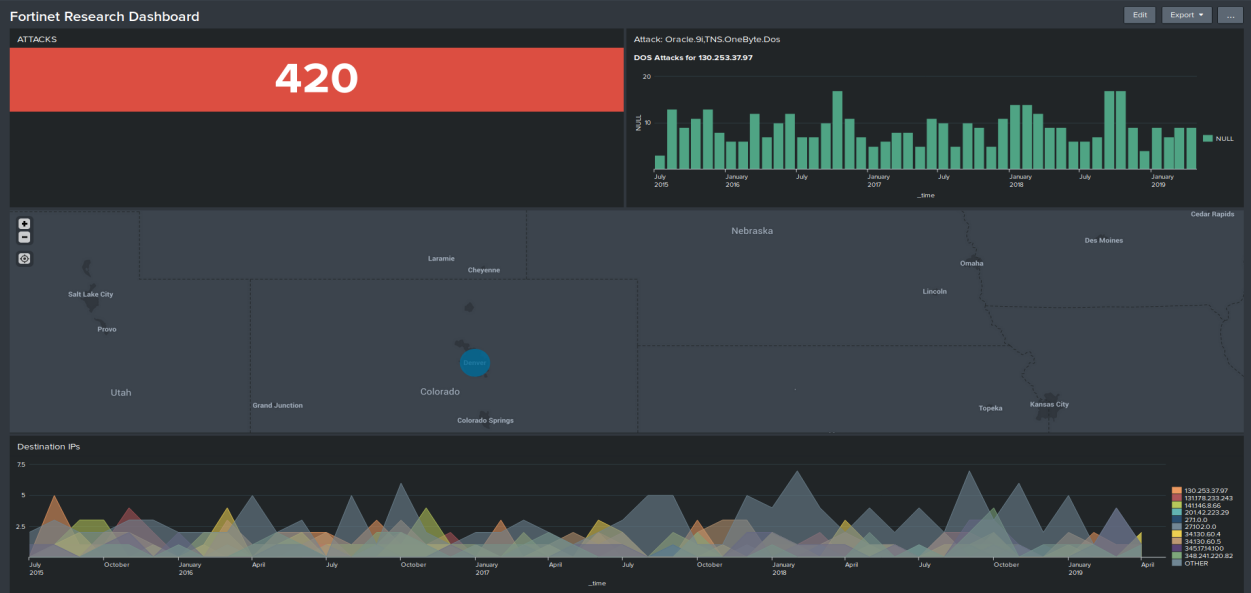 Fortinet Research Dashboard
Edit
Export
...
ATTACKS
420
Attack: Oracle.9i,TNS.OneByte.Dos
DOS Attacks for 130.253.37.97
20
10
NULL
NULL
July
2015
January
2016
July
January
2017
July
January
2018
July
January
2019
_time
+
−
Cedar Rapids
Nebraska
Des Moines
Laramie
Omaha
Cheyenne
Salt Lake City
Lincoln
Provo
Denver
Utah
Colorado
Grand Junction
Kansas City
Topeka
Colorado Springs
Destination IPs
7.5
5
2.5
130.253.37.97
131.178.233.243
141.146.8.66
201.42.223.29
271.0.0
271.0.2.0.0
34.130.60.4
34.130.60.5
348.241.220.82
OTHER
July
2015
October
January
2016
April
July
October
January
2017
April
July
October
January
2018
April
July
October
January
2019
April
_time